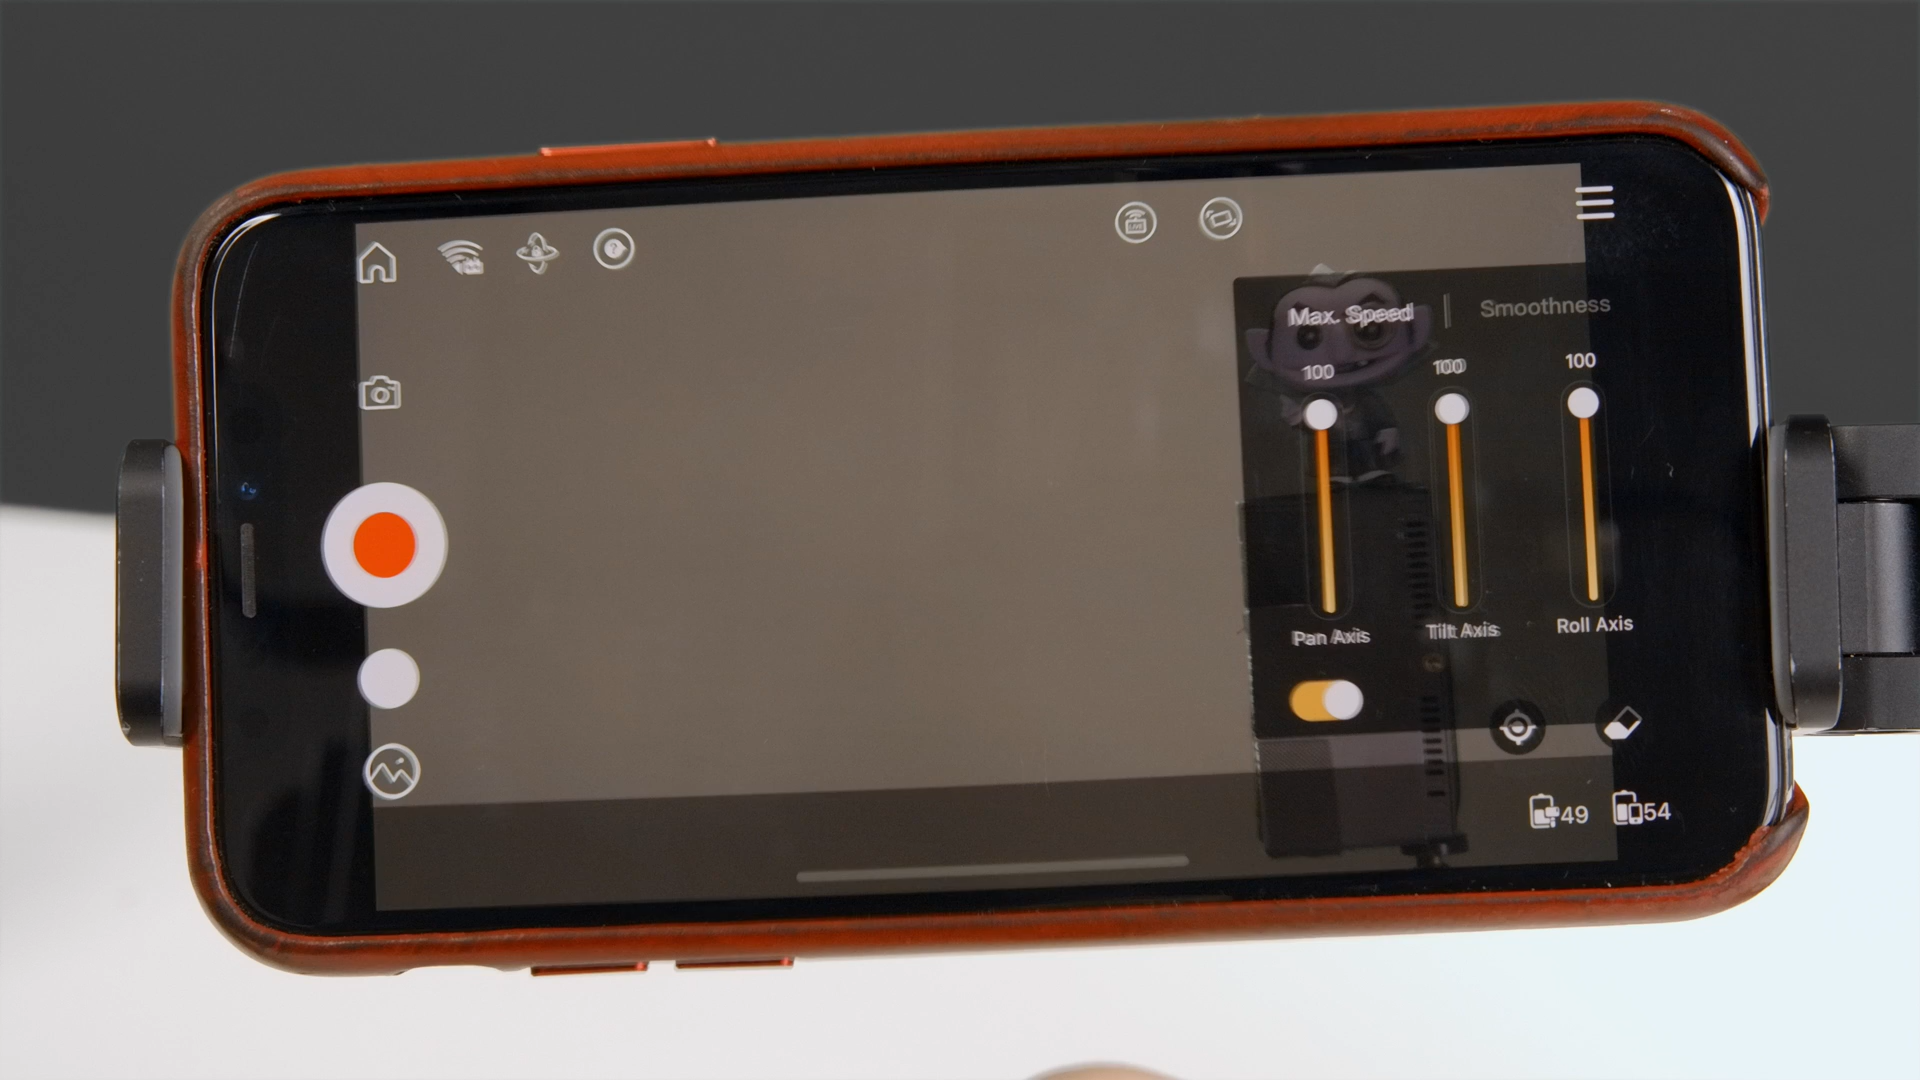 Max. Speed | Smoothness
100 100 100
Pan Axis Tilt Axis Roll Axis
49 54